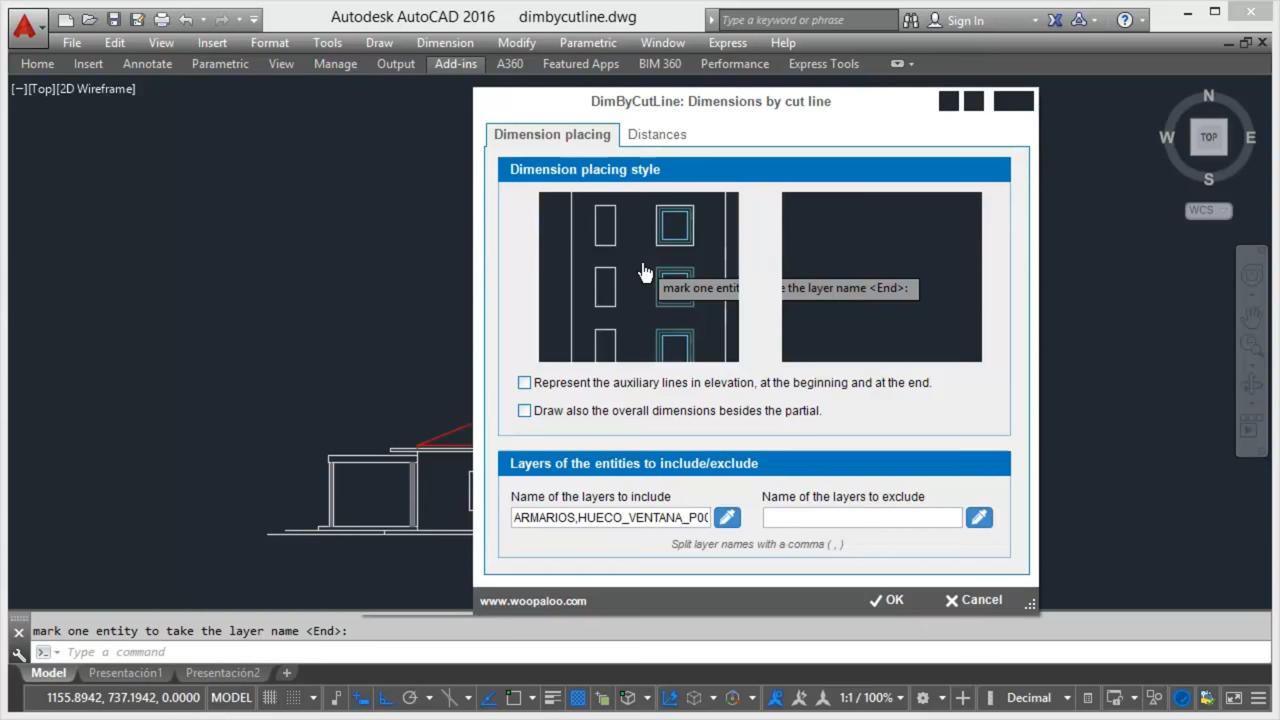 Autodesk AutoCAD 2016 dimbycutline.dwg
Type a keyword or phrase
Sign In
File Edit View Insert Format Tools Draw Dimension Modify Parametric Window Express Help
Home Insert Annotate Parametric View Manage Output Add-ins A360 Featured Apps BIM 360 Performance Express Tools
[−][Top][2D Wireframe]
N
W TOP E
S
WCS
DimByCutLine: Dimensions by cut line
Dimension placing Distances
Dimension placing style
mark one entit
e the layer name <End>:
Represent the auxiliary lines in elevation, at the beginning and at the end.
Draw also the overall dimensions besides the partial.
Layers of the entities to include/exclude
Name of the layers to include Name of the layers to exclude
ARMARIOS,HUECO_VENTANA_P0
Split layer names with a comma ( , )
www.woopaloo.com OK Cancel
mark one entity to take the layer name <End>:
Type a command
Model Presentación1 Presentación2 +
1155.8942, 737.1942, 0.0000 MODEL 1:1 / 100% Decimal